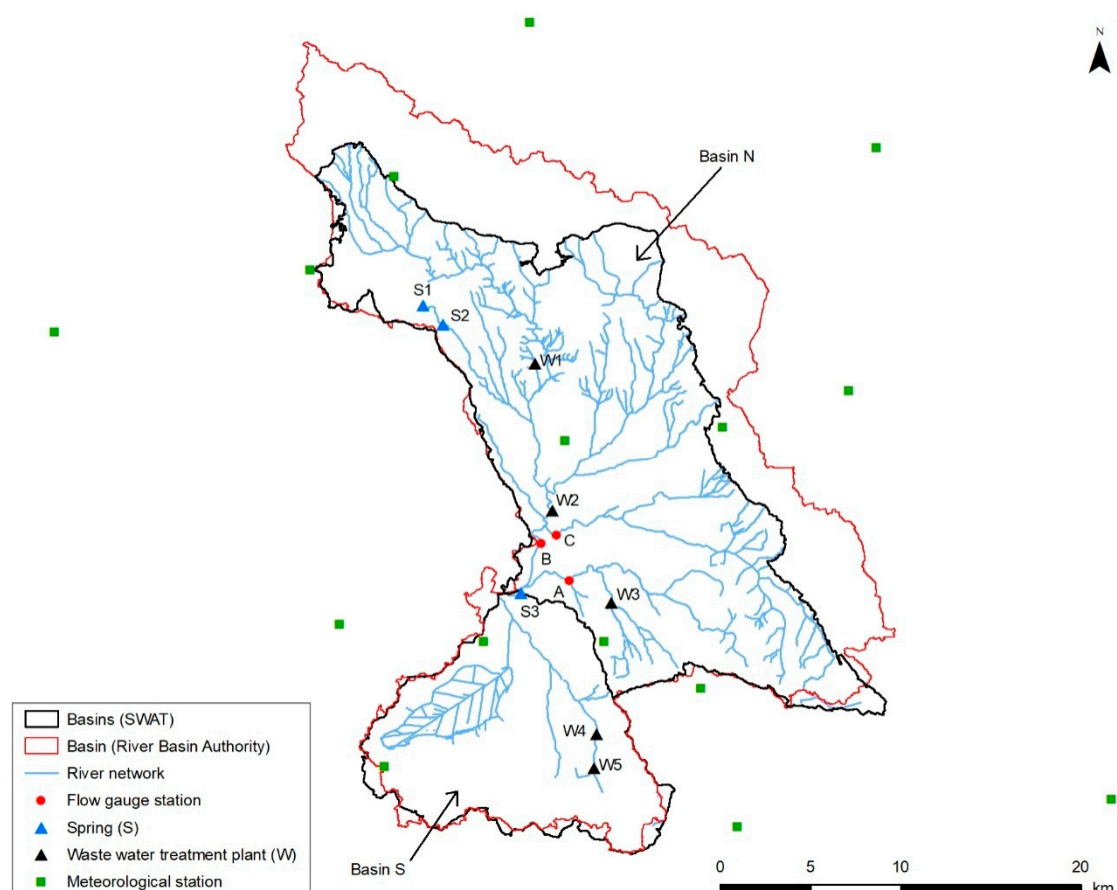 N
Basin N
S1
S2
W1
W2
C
B
A
W3
S3
W4
W5
Basin S
Basins (SWAT)
Basin (River Basin Authority)
River network
Flow gauge station
Spring (S)
Waste water treatment plant (W)
Meteorological station
0 5 10 20
km